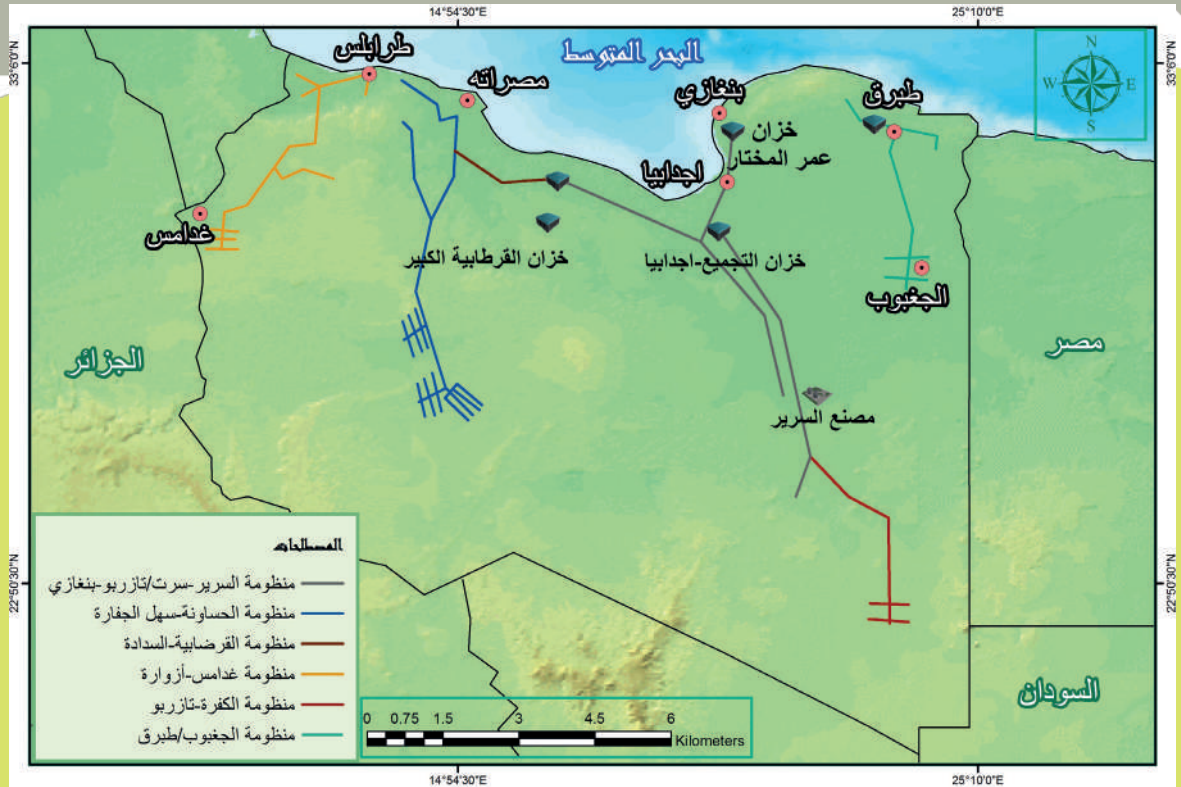 14°54'30"E
25°10'0"E
33°6'0"N
33°6'0"N
البحر المتوسط
N
W E
S
طرابلس
مصراته
بنغازي
طبرق
خزان
عمر المختار
اجدابيا
غدامس
خزان القرطابية الكبير
خزان التجميع-اجدابيا
الجغبوب
الجزائر
مصر
مصنع السرير
السودان
المصطلحات
منظومة السرير-سرت/تازربو-بنغازي
منظومة الحساونة-سهل الجفارة
منظومة القرضابية-السدادة
منظومة غدامس-أزوارة
منظومة الكفرة-تازربو
منظومة الجغبوب/طبرق
0 0.75 1.5 3 4.5 6
Kilometers
22°50'30"N
22°50'30"N
14°54'30"E
25°10'0"E